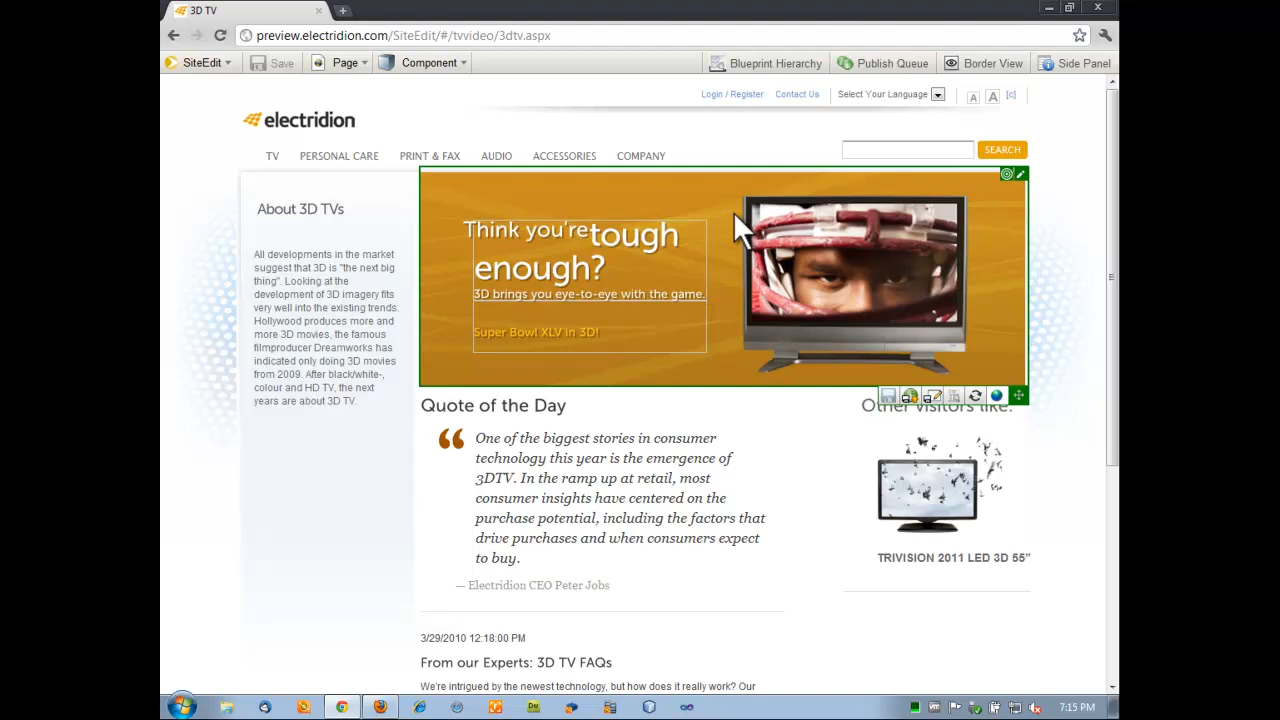 3D TV
preview.electridion.com/SiteEdit/#/tvvideo/3dtv.aspx
SiteEdit Save Page Component Blueprint Hierarchy Publish Queue Border View Side Panel
Login / Register Contact Us Select Your Language A A [c]
electridion
TV PERSONAL CARE PRINT & FAX AUDIO ACCESSORIES COMPANY SEARCH
About 3D TVs
All developments in the market
suggest that 3D is "the next big
thing". Looking at the
development of 3D imagery fits
very well into the existing trends.
Hollywood produces more and
more 3D movies, the famous
filmproducer Dreamworks has
indicated only doing 3D movies
from 2009. After black/white-,
colour and HD TV, the next
years are about 3D TV.
Think you're tough
enough?
3D brings you eye-to-eye with the game.
Super Bowl XLV in 3D!
Quote of the Day
“ One of the biggest stories in consumer
technology this year is the emergence of
3DTV. In the ramp up at retail, most
consumer insights have centered on the
purchase potential, including the factors that
drive purchases and when consumers expect
to buy.
— Electridion CEO Peter Jobs
Other visitors like:
TRIVISION 2011 LED 3D 55”
3/29/2010 12:18:00 PM
From our Experts: 3D TV FAQs
We're intrigued by the newest technology, but how does it really work? Our
7:15 PM